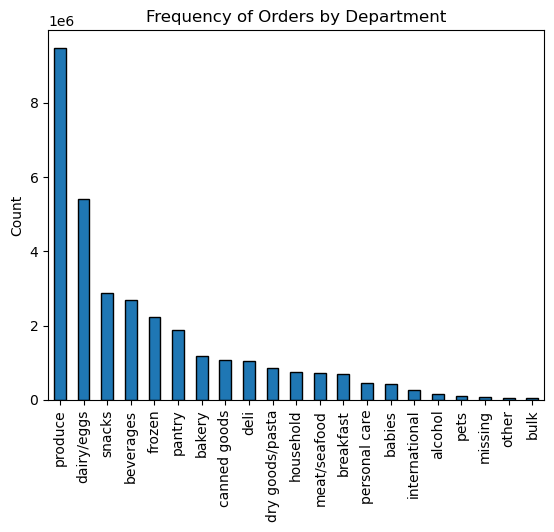 Frequency of Orders by Department
1e6
8
6
4
2
0
Count
produce
dairy/eggs
snacks
beverages
frozen
pantry
bakery
canned goods
deli
dry goods/pasta
household
meat/seafood
breakfast
personal care
babies
international
alcohol
pets
missing
other
bulk